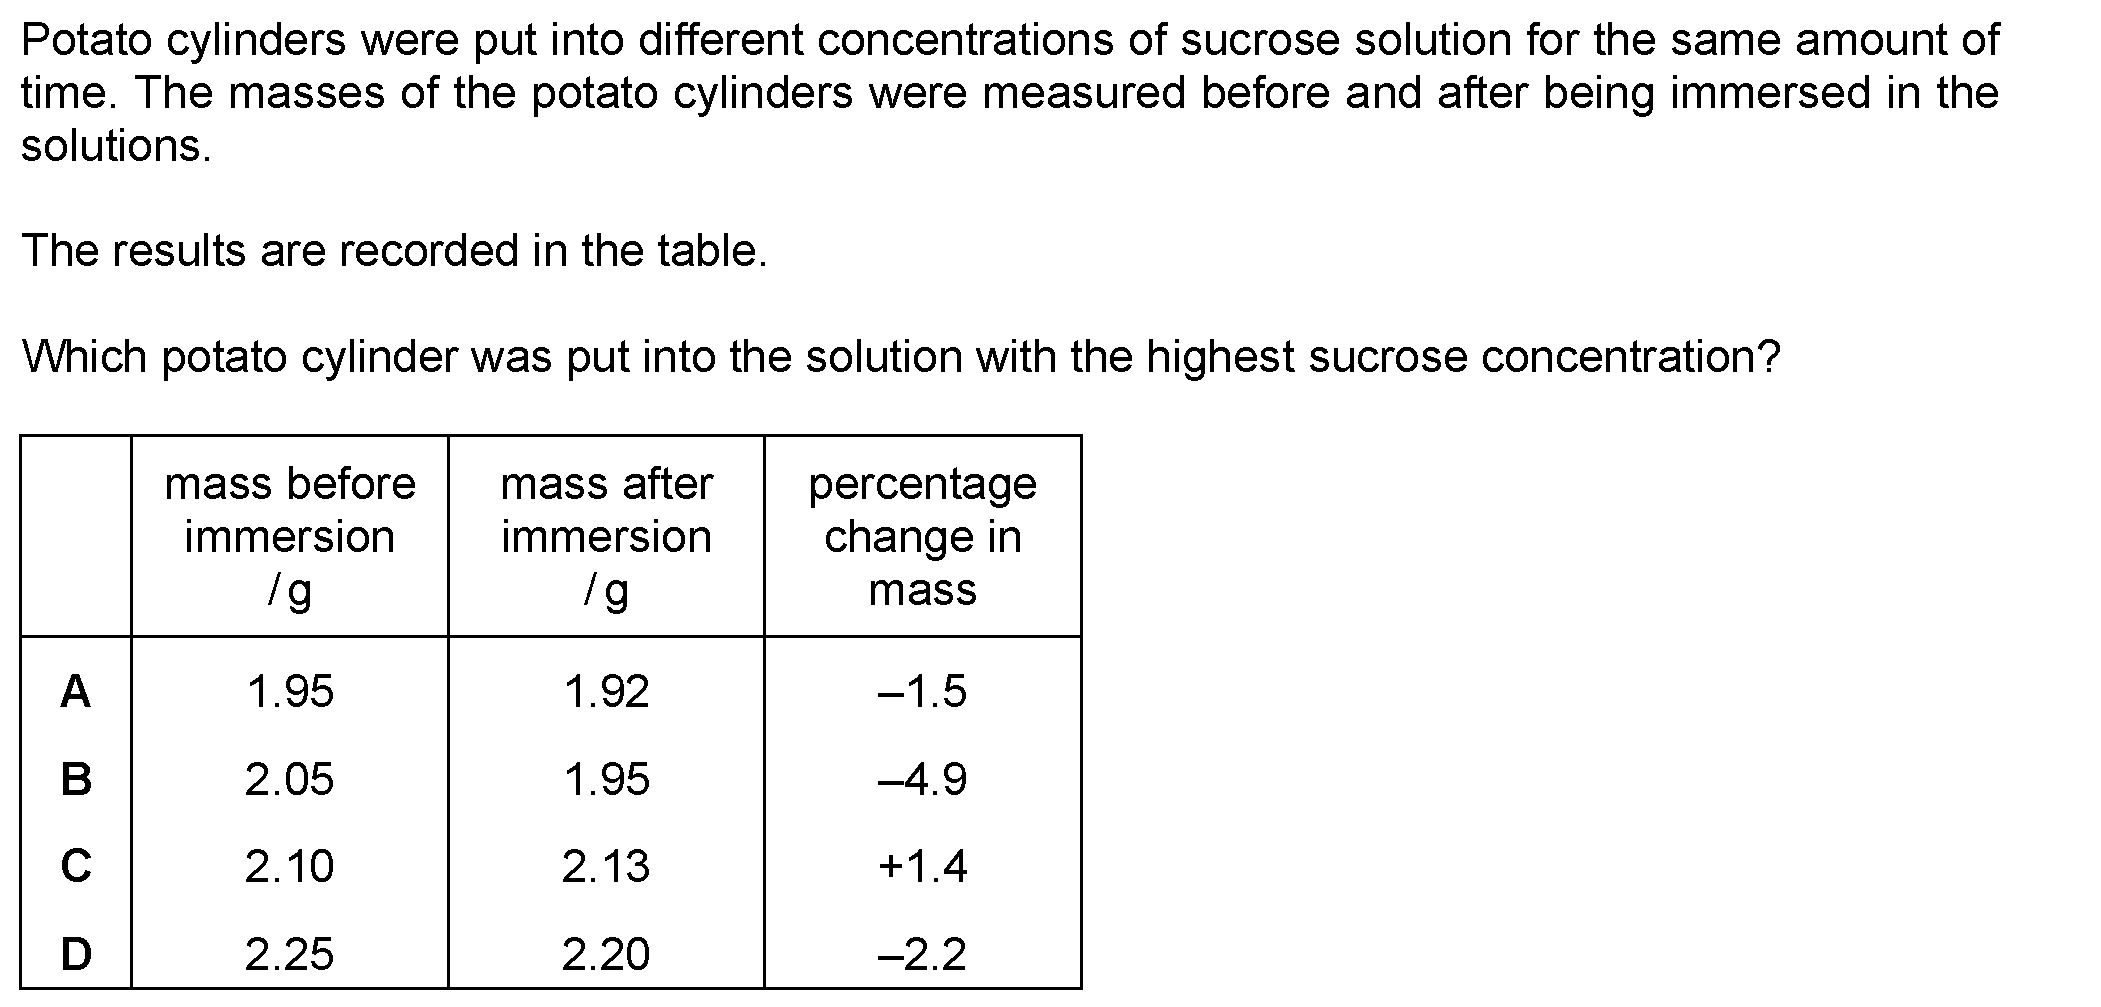 Potato cylinders were put into different concentrations of sucrose solution for the same amount of
time. The masses of the potato cylinders were measured before and after being immersed in the
solutions.
The results are recorded in the table.
Which potato cylinder was put into the solution with the highest sucrose concentration?
mass before immersion / g mass after immersion / g percentage change in mass
A 1.95 1.92 –1.5
B 2.05 1.95 –4.9
C 2.10 2.13 +1.4
D 2.25 2.20 –2.2